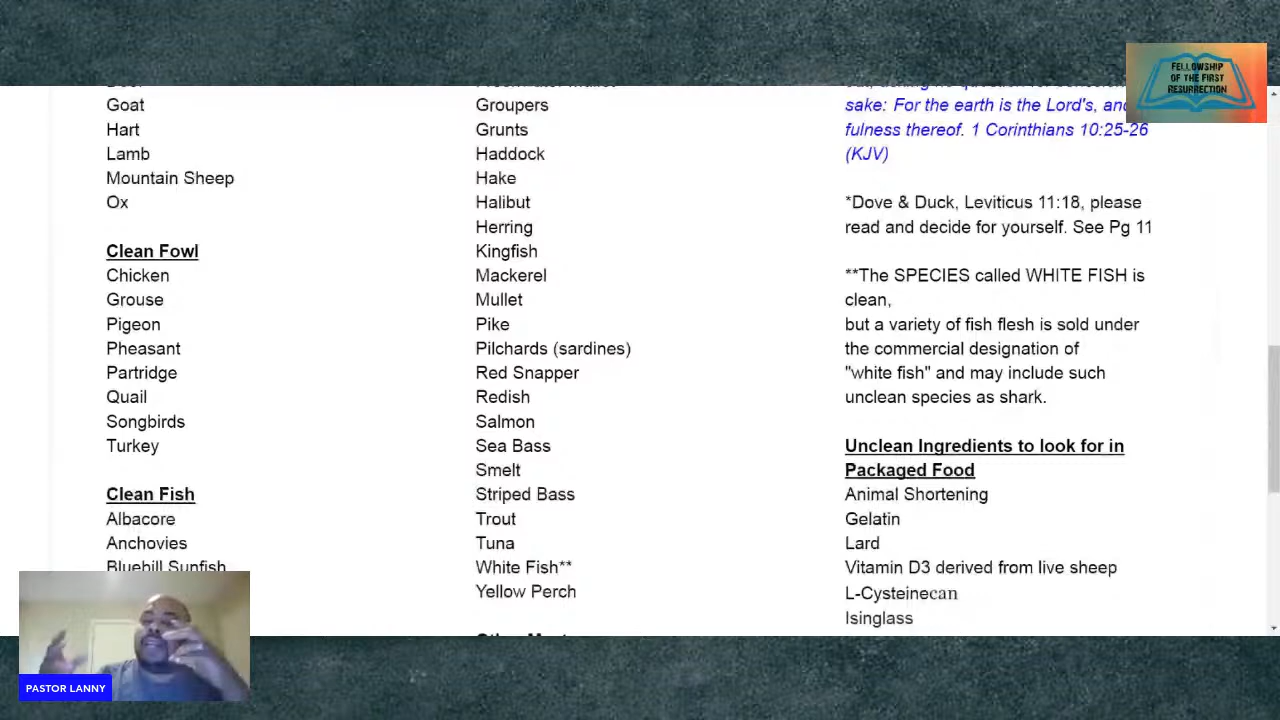 Goat
Hart
Lamb
Mountain Sheep
Ox
Clean Fowl
Chicken
Grouse
Pigeon
Pheasant
Partridge
Quail
Songbirds
Turkey
Clean Fish
Albacore
Anchovies
Bluehill Sunfish
Groupers
Grunts
Haddock
Hake
Halibut
Herring
Kingfish
Mackerel
Mullet
Pike
Pilchards (sardines)
Red Snapper
Redish
Salmon
Sea Bass
Smelt
Striped Bass
Trout
Tuna
White Fish**
Yellow Perch
sake: For the earth is the Lord's, and
fulness thereof. 1 Corinthians 10:25-26
(KJV)
*Dove & Duck, Leviticus 11:18, please
read and decide for yourself. See Pg 11
**The SPECIES called WHITE FISH is
clean,
but a variety of fish flesh is sold under
the commercial designation of
"white fish" and may include such
unclean species as shark.
Unclean Ingredients to look for in
Packaged Food
Animal Shortening
Gelatin
Lard
Vitamin D3 derived from live sheep
L-Cysteinecan
Isinglass
FELLOWSHIP
OF THE FIRST
RESURRECTION
PASTOR LANNY